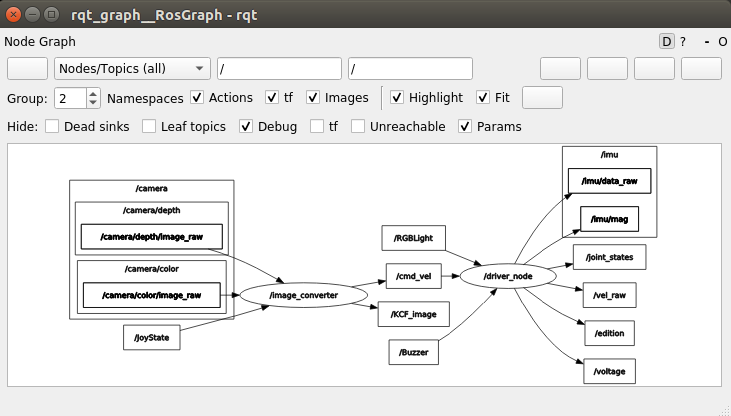 rqt_graph__RosGraph - rqt
Node Graph
D ? - O
Nodes/Topics (all) / /
Group: 2 Namespaces Actions tf Images Highlight Fit
Hide: Dead sinks Leaf topics Debug tf Unreachable Params
/camera
/camera/depth
/camera/depth/image_raw
/camera/color
/camera/color/image_raw
/JoyState
/image_converter
/RGBLight
/cmd_vel
/KCF_image
/Buzzer
/driver_node
/imu
/imu/data_raw
/imu/mag
/joint_states
/vel_raw
/edition
/voltage